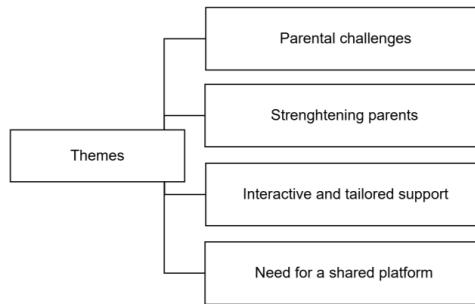 Parental challenges
Strenghtening parents
Themes
Interactive and tailored support
Need for a shared platform